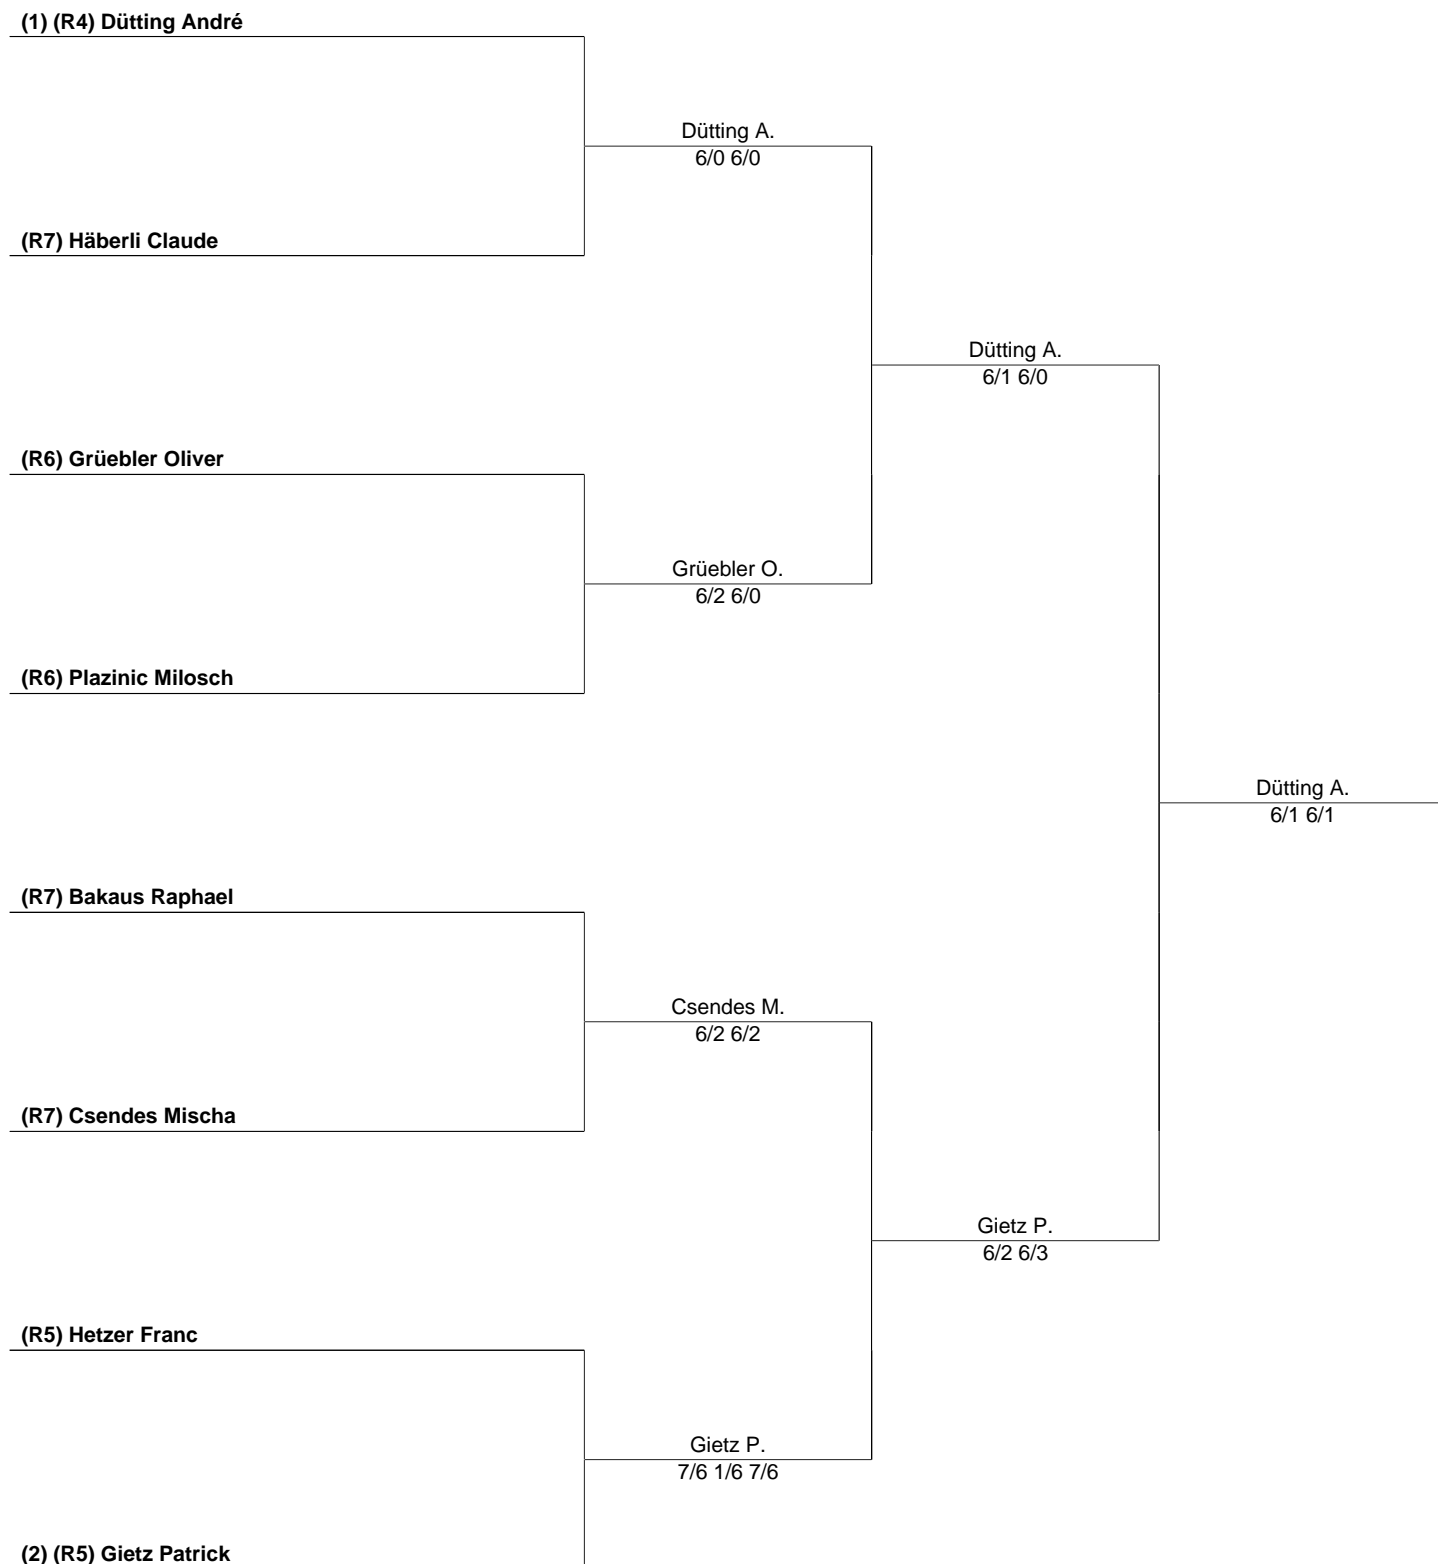 (1) (R4) Dütting André
Dütting A.
6/0 6/0
(R7) Häberli Claude
Dütting A.
6/1 6/0
(R6) Grüebler Oliver
Grüebler O.
6/2 6/0
(R6) Plazinic Milosch
Dütting A.
6/1 6/1
(R7) Bakaus Raphael
Csendes M.
6/2 6/2
(R7) Csendes Mischa
Gietz P.
6/2 6/3
(R5) Hetzer Franc
Gietz P.
7/6 1/6 7/6
(2) (R5) Gietz Patrick